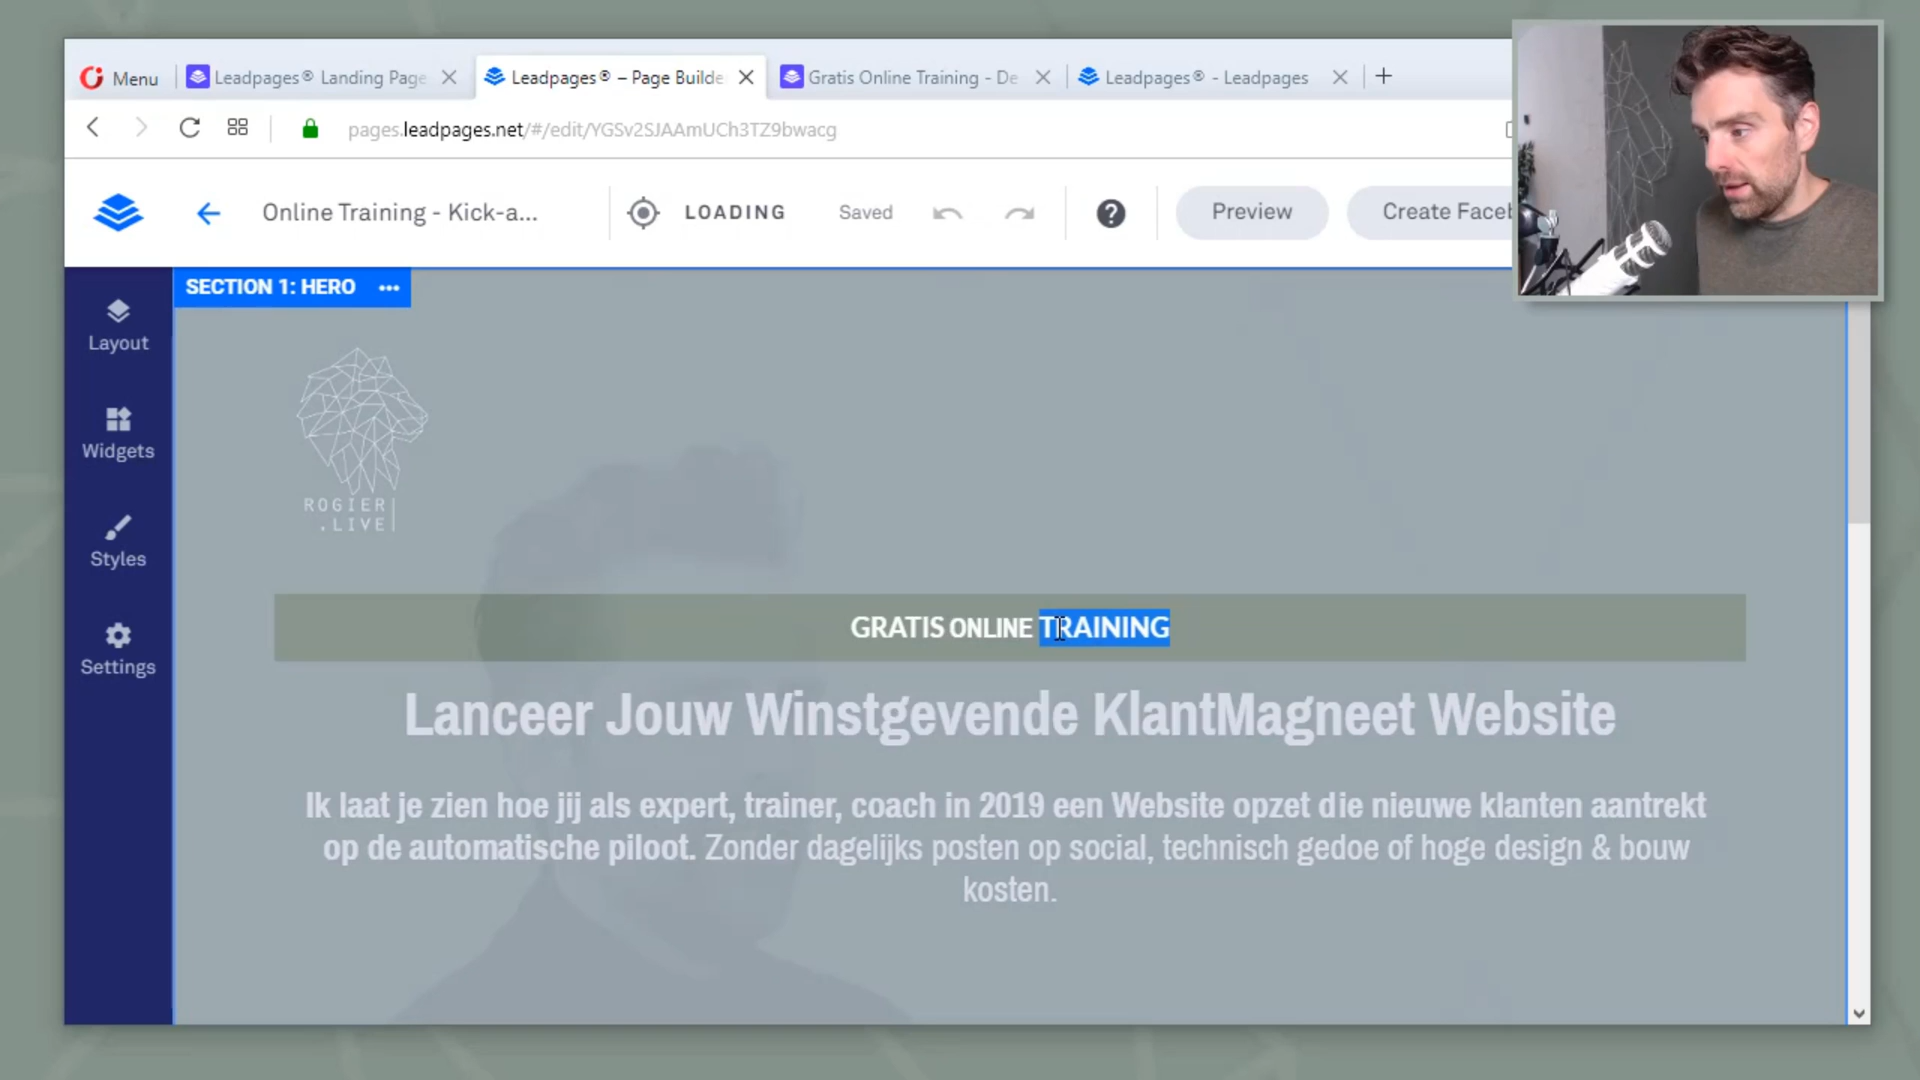 Menu
Leadpages® Landing Page
Leadpages® – Page Builde
Gratis Online Training - De
Leadpages® - Leadpages
pages.leadpages.net/#/edit/YGSv2SJAAmUCh3TZ9bwacg
Online Training - Kick-a...
LOADING
Saved
Preview
Create Faceb
SECTION 1: HERO
Layout
Widgets
Styles
Settings
ROGIER
.LIVE
GRATIS ONLINE TRAINING
Lanceer Jouw Winstgevende KlantMagneet Website
Ik laat je zien hoe jij als expert, trainer, coach in 2019 een Website opzet die nieuwe klanten aantrekt
op de automatische piloot. Zonder dagelijks posten op social, technisch gedoe of hoge design & bouw
kosten.